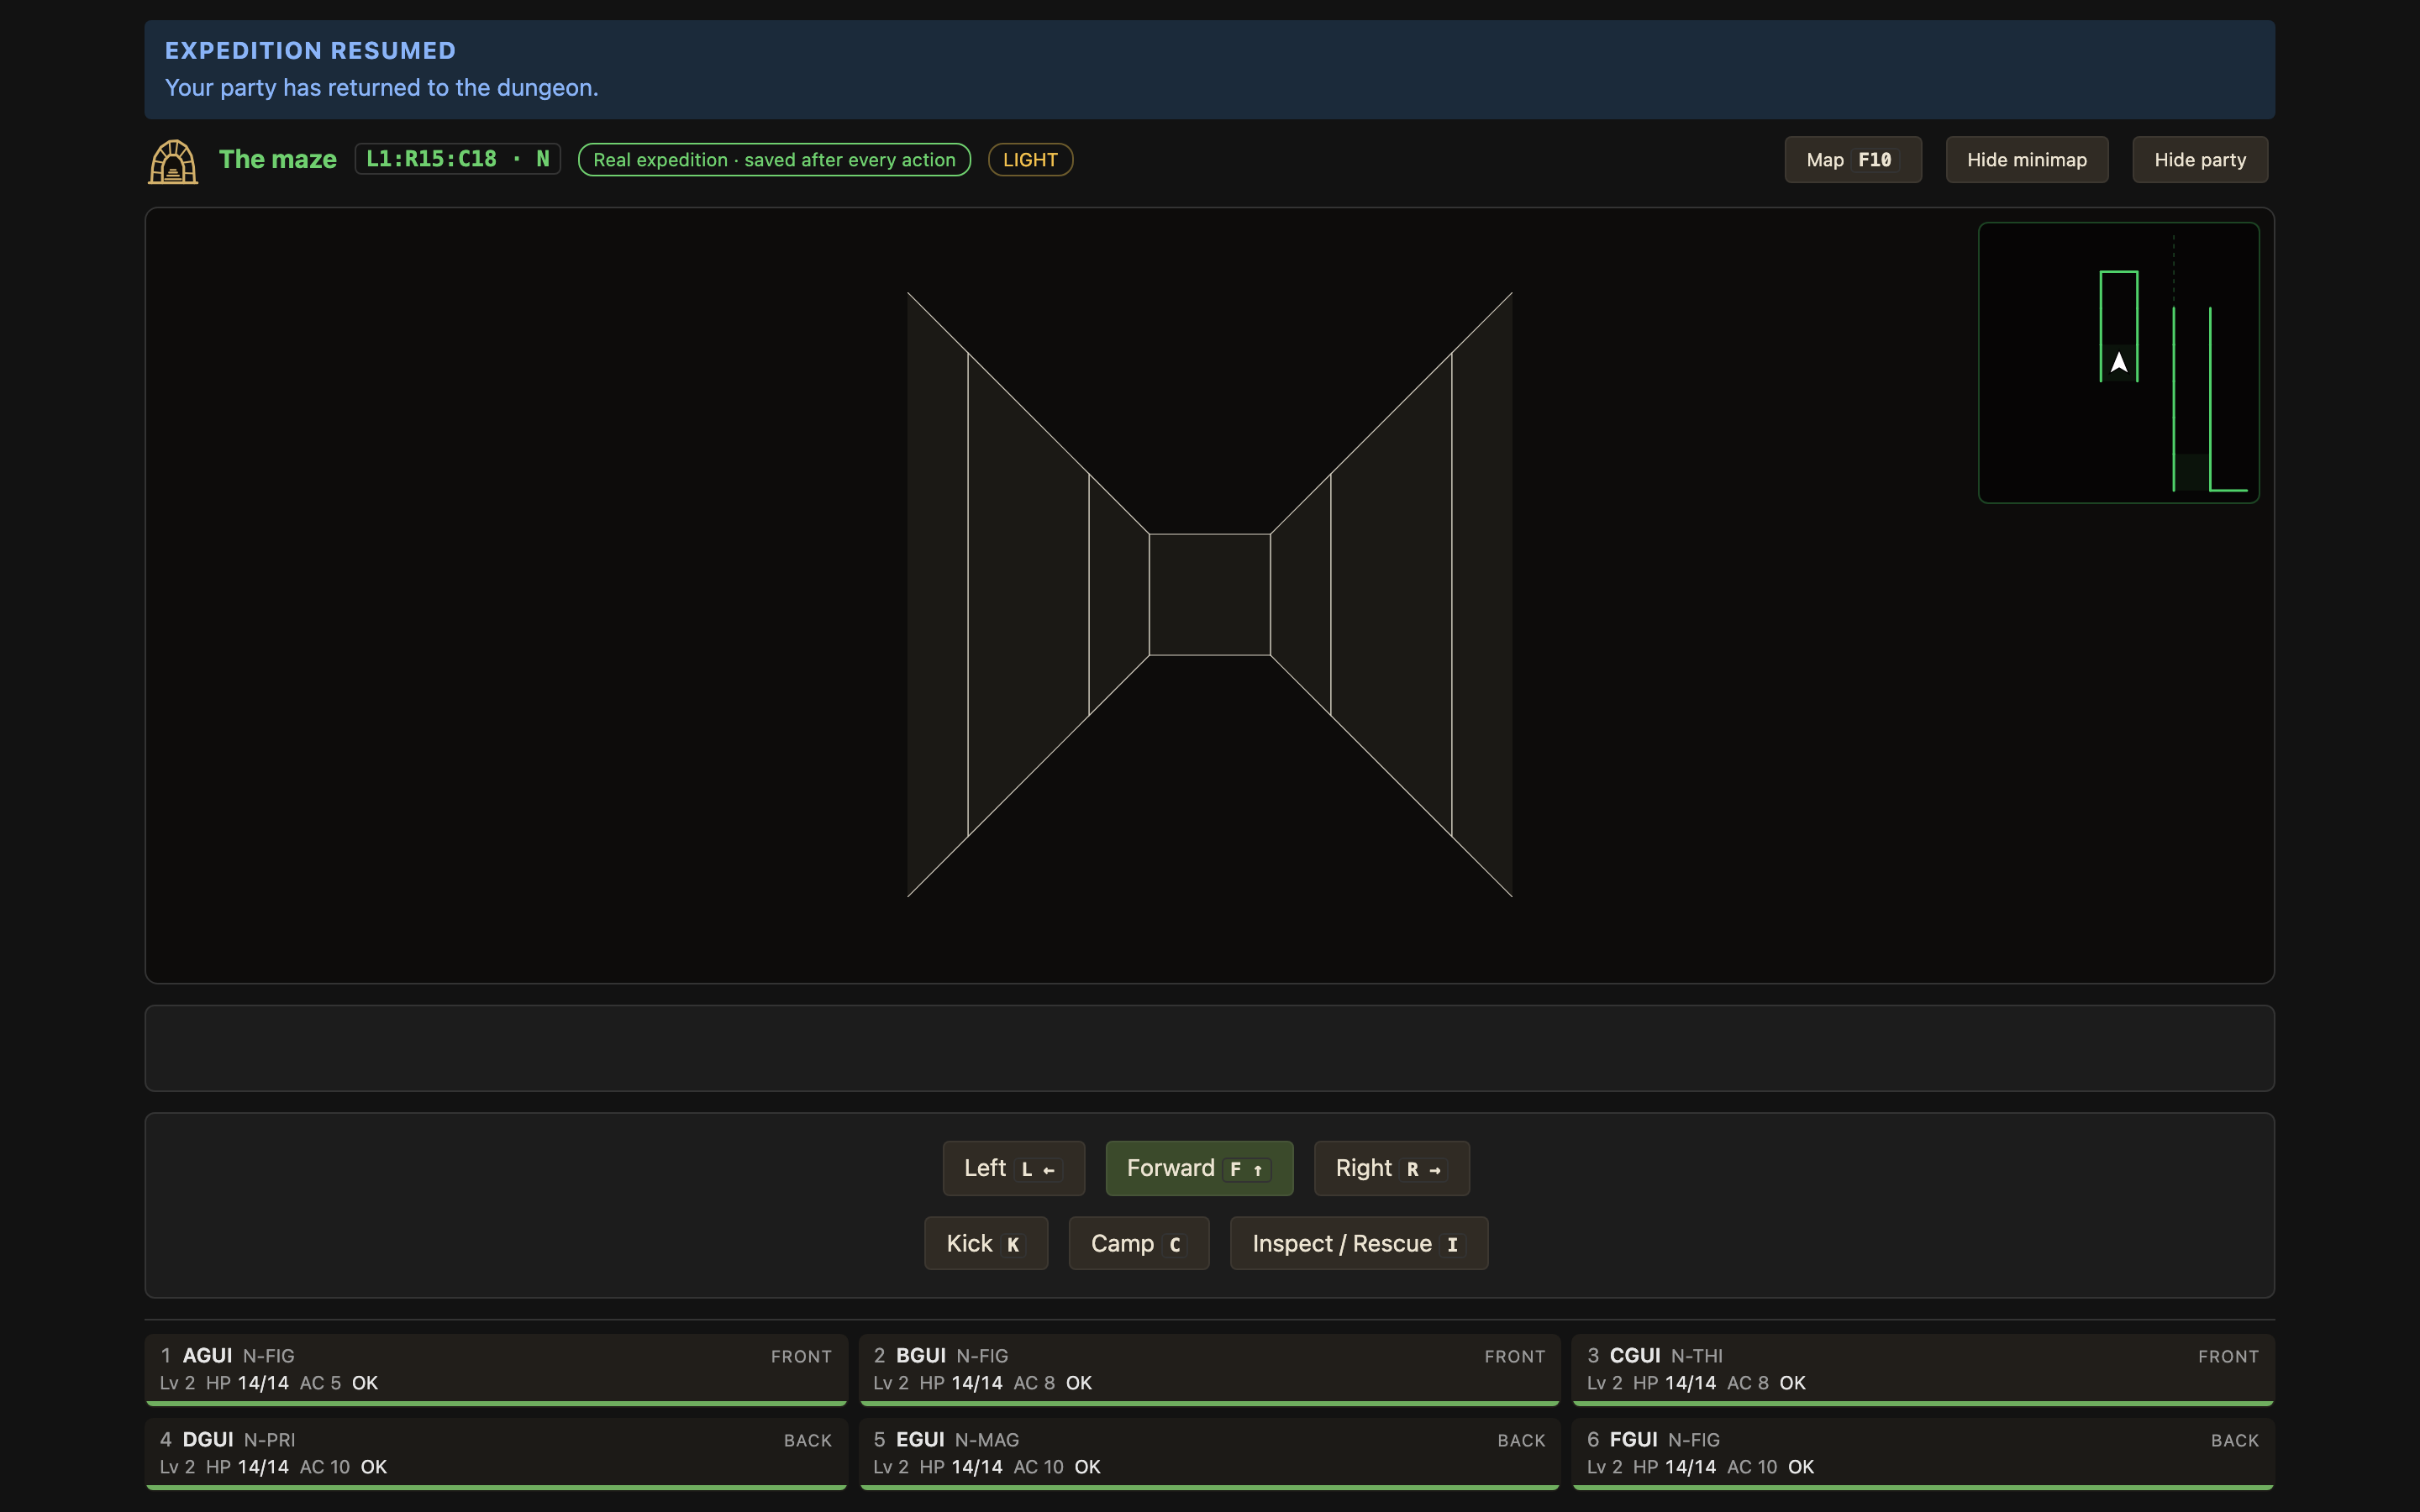 EXPEDITION RESUMED
Your party has returned to the dungeon.
The maze L1:R15:C18 · N Real expedition · saved after every action LIGHT Map F10 Hide minimap Hide party
Left L ← Forward F ↑ Right R →
Kick K Camp C Inspect / Rescue I
1 AGUI N-FIG FRONT
Lv 2 HP 14/14 AC 5 OK
2 BGUI N-FIG FRONT
Lv 2 HP 14/14 AC 8 OK
3 CGUI N-THI FRONT
Lv 2 HP 14/14 AC 8 OK
4 DGUI N-PRI BACK
Lv 2 HP 14/14 AC 10 OK
5 EGUI N-MAG BACK
Lv 2 HP 14/14 AC 10 OK
6 FGUI N-FIG BACK
Lv 2 HP 14/14 AC 10 OK